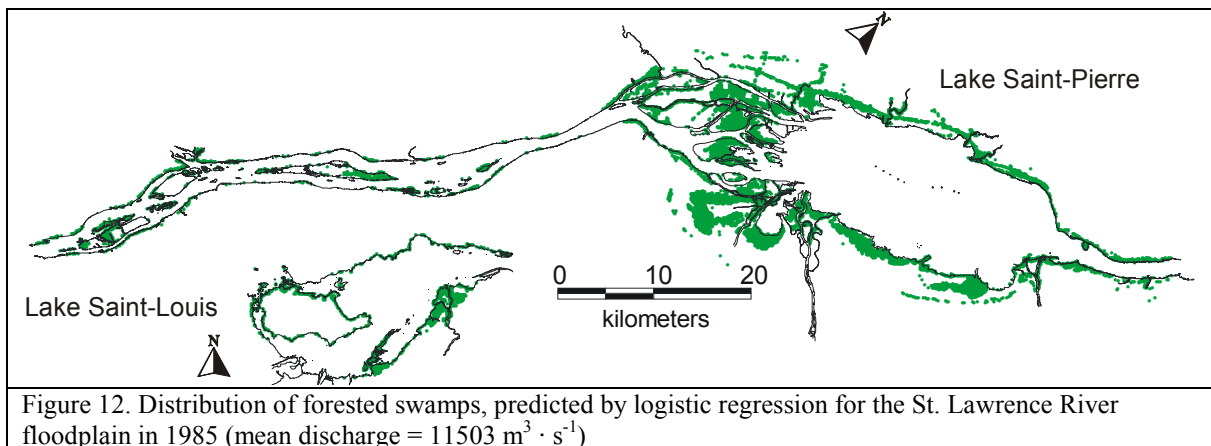 N
Lake Saint-Pierre
Lake Saint-Louis
N
0 10 20
kilometers
Figure 12. Distribution of forested swamps, predicted by logistic regression for the St. Lawrence River
floodplain in 1985 (mean discharge = 11503 m³ · s⁻¹)